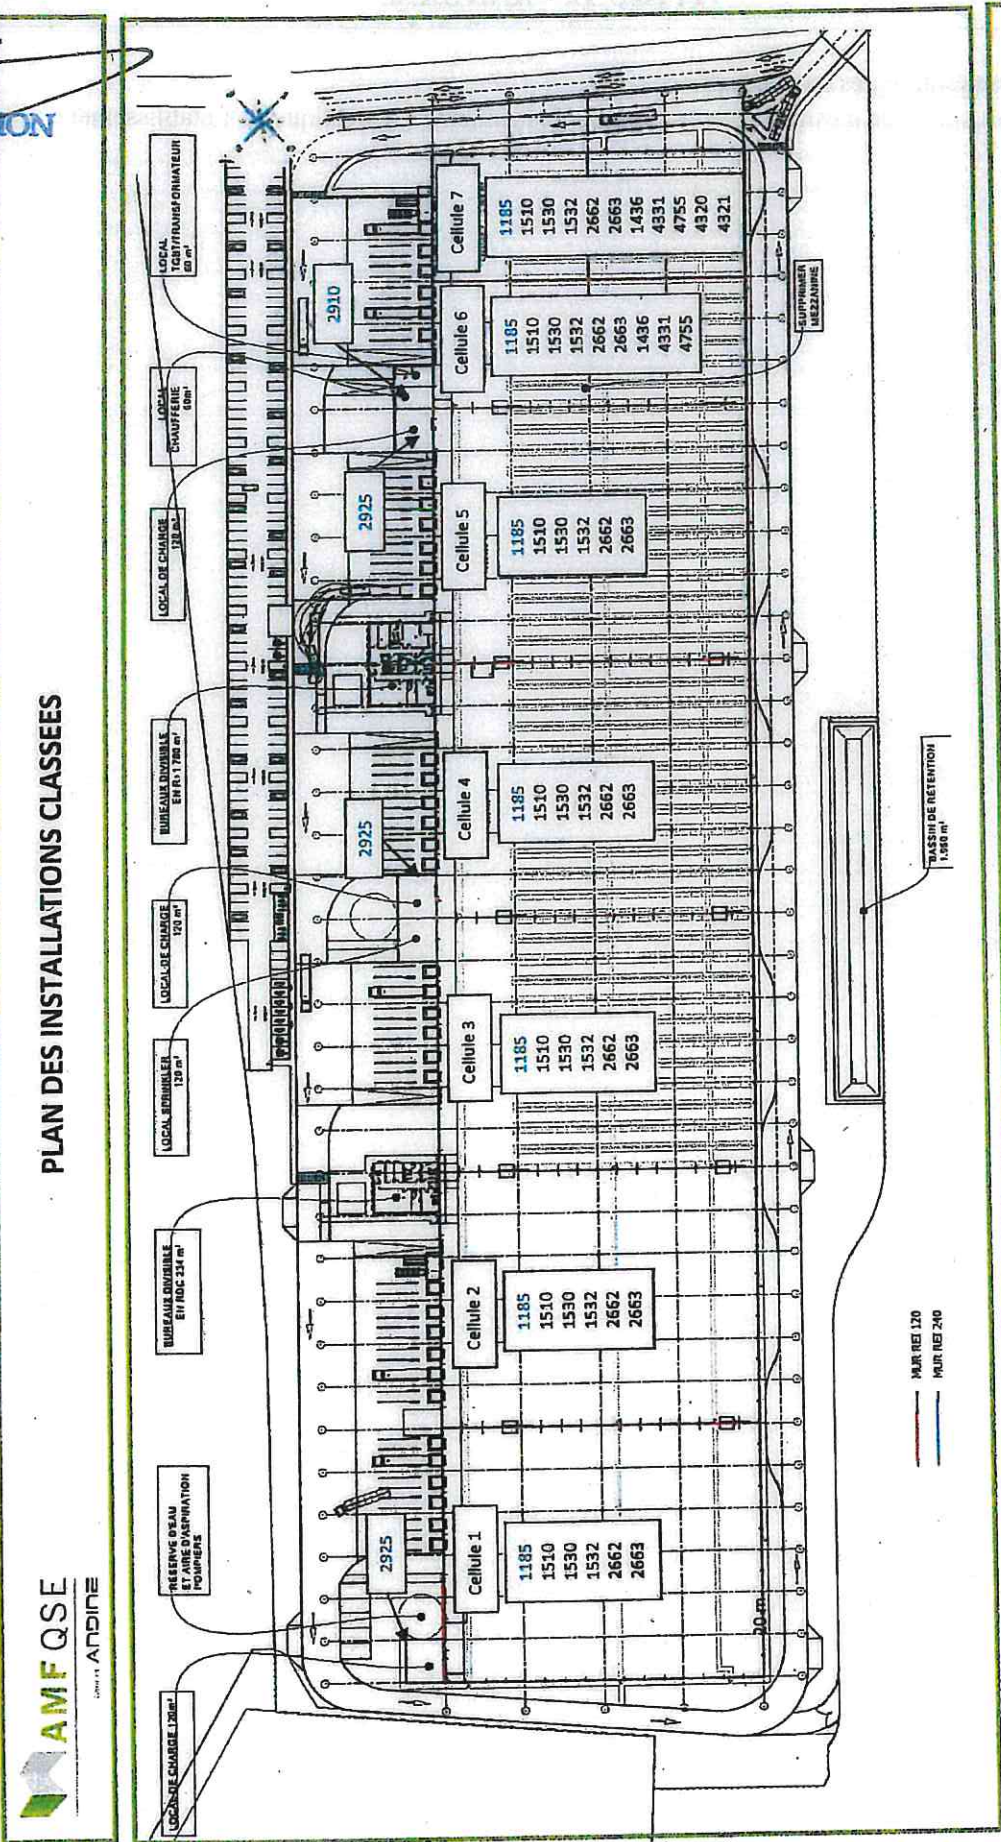 ION
AMF QSE
ANDINE
PLAN DES INSTALLATIONS CLASSEES
LOCAL DE CHARGE 120m²
RESERVE D'EAU
ET AIRE D'ASPIRATION
POMPIERS
BUREAUX DIVISIBLE
EN RDC 234 m²
LOCAL SPRINKLER
120 m²
LOCAL DE CHARGE
120 m²
BUREAUX DIVISIBLE
EN R+1 780 m²
LOCAL DE CHARGE
120 m²
LOCAL
CHAUFFERIE
60m²
LOCAL
TGBT/TRANSFORMATEUR
60 m²
2925
2925
2925
2910
Cellule 1
1185
1510
1530
1532
2662
2663
Cellule 2
1185
1510
1530
1532
2662
2663
Cellule 3
1185
1510
1530
1532
2662
2663
Cellule 4
1185
1510
1530
1532
2662
2663
Cellule 5
1185
1510
1530
1532
2662
2663
Cellule 6
1185
1510
1530
1532
2662
2663
1436
4331
4755
Cellule 7
1185
1510
1530
1532
2662
2663
1436
4331
4755
4320
4321
20 m
SUPPRIMER
MEZZANINE
BASSIN DE RÉTENTION
MUR REI 120
MUR REI 240